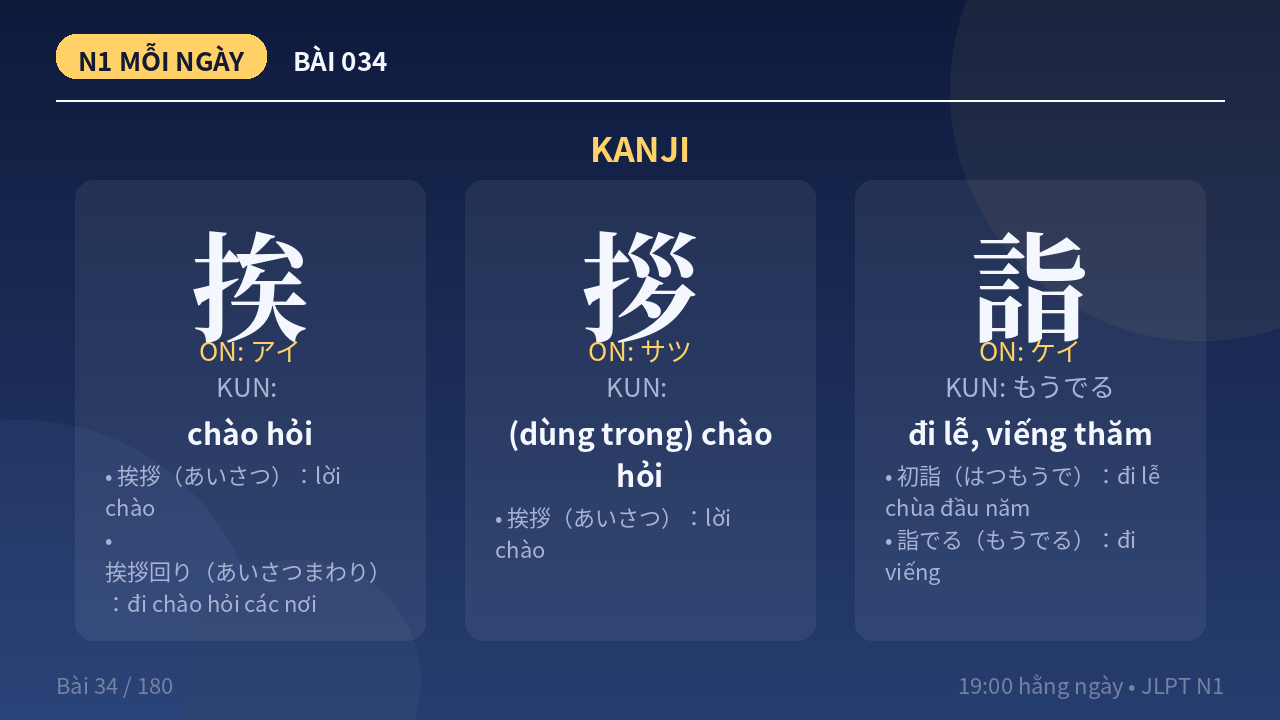 N1 MỖI NGÀY
BÀI 034
KANJI
挨
ON: アイ
KUN:
chào hỏi
• 挨拶（あいさつ）：lời
chào
•
挨拶回り（あいさつまわり）
：đi chào hỏi các nơi
拶
ON: サツ
KUN:
(dùng trong) chào
hỏi
• 挨拶（あいさつ）：lời
chào
詣
ON: ケイ
KUN: もうでる
đi lễ, viếng thăm
• 初詣（はつもうで）：đi lễ
chùa đầu năm
• 詣でる（もうでる）：đi
viếng
Bài 34 / 180
19:00 hằng ngày • JLPT N1